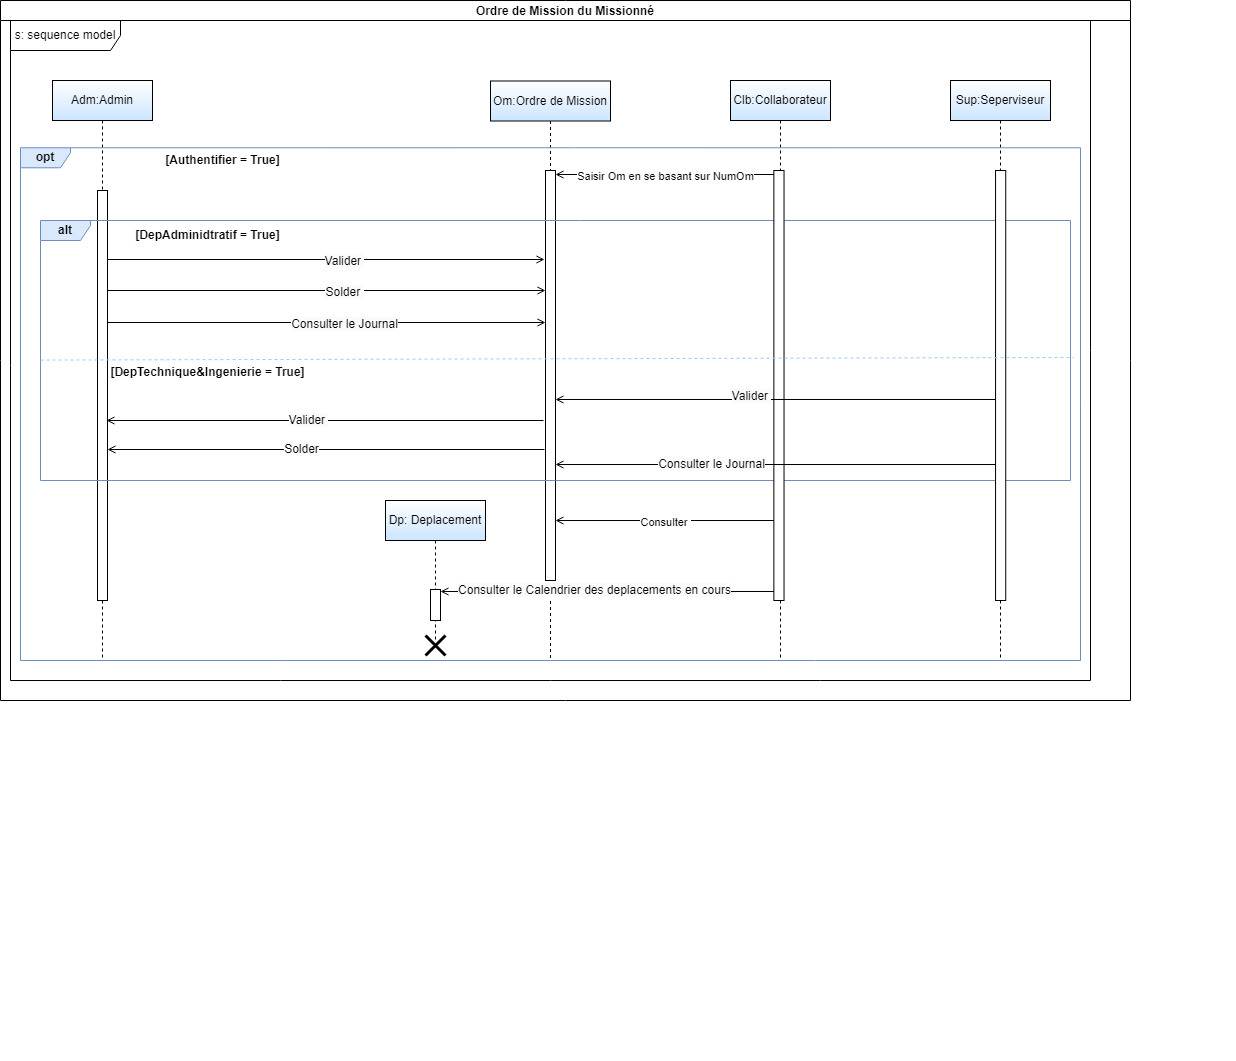 Ordre de Mission du Missionné
s: sequence model
Adm:Admin
Om:Ordre de Mission
Clb:Collaborateur
Sup:Seperviseur
opt
[Authentifier = True]
Saisir Om en se basant sur NumOm
alt
[DepAdminidtratif = True]
Valider
Solder
Consulter le Journal
[DepTechnique&Ingenierie = True]
Valider
Valider
Solder
Consulter le Journal
Dp: Deplacement
Consulter
Consulter le Calendrier des deplacements en cours